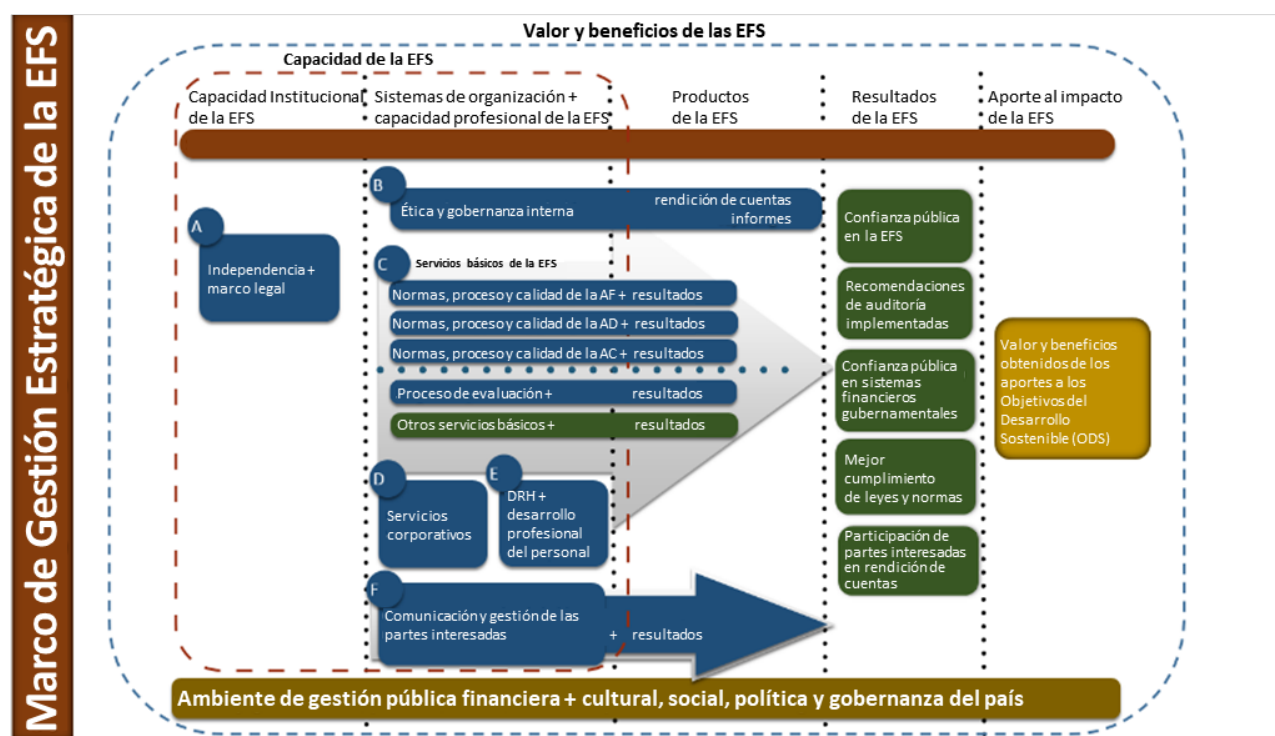 Marco de Gestión Estratégica de la EFS
Valor y beneficios de las EFS
Capacidad de la EFS
Capacidad Institucional
de la EFS
Sistemas de organización +
capacidad profesional de la EFS
Productos
de la EFS
Resultados
de la EFS
Aporte al impacto
de la EFS
A
Independencia +
marco legal
B
Ética y gobernanza interna
rendición de cuentas
informes
C
Servicios básicos de la EFS
Normas, proceso y calidad de la AF + resultados
Normas, proceso y calidad de la AD + resultados
Normas, proceso y calidad de la AC + resultados
Proceso de evaluación + resultados
Otros servicios básicos + resultados
D
Servicios
corporativos
E
DRH +
desarrollo
profesional
del personal
F
Comunicación y gestión de las
partes interesadas
+ resultados
Confianza pública
en la EFS
Recomendaciones
de auditoría
implementadas
Confianza pública
en sistemas
financieros
gubernamentales
Mejor
cumplimiento
de leyes y normas
Participación de
partes interesadas
en rendición de
cuentas
Valor y beneficios
obtenidos de los
aportes a los
Objetivos del
Desarrollo
Sostenible (ODS)
Ambiente de gestión pública financiera + cultural, social, política y gobernanza del país